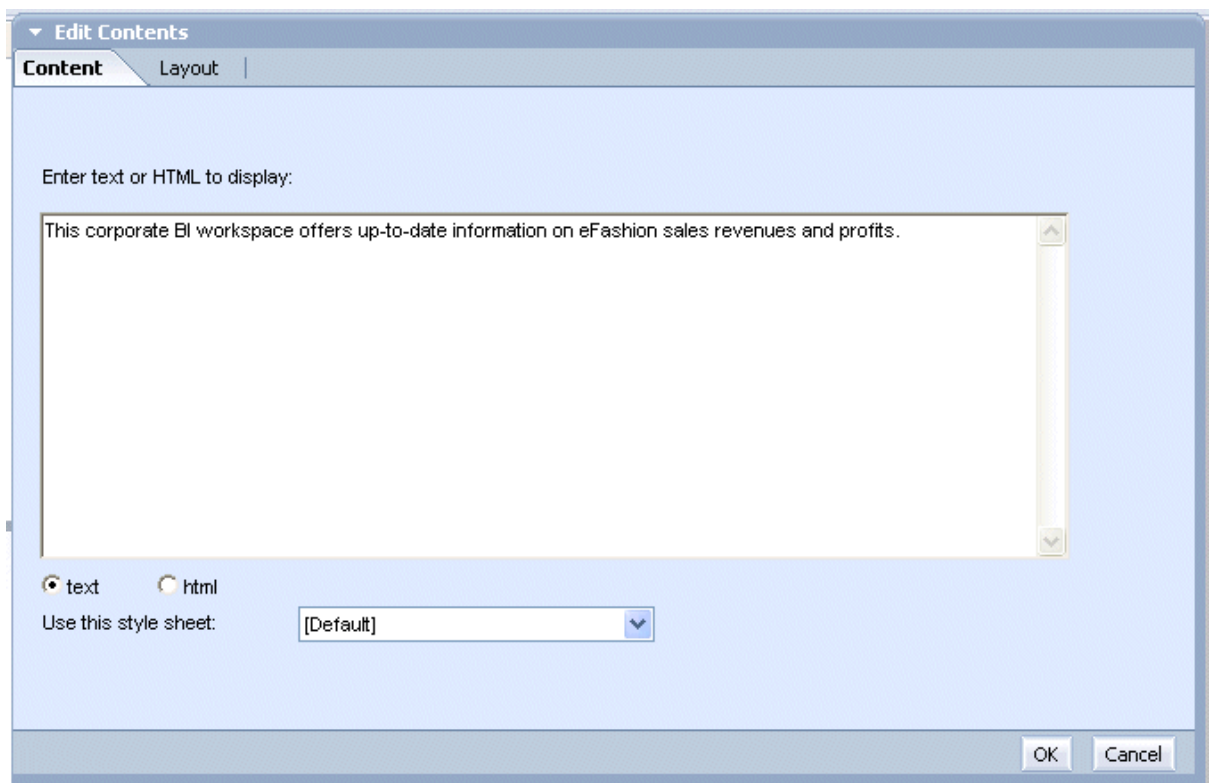 Edit Contents
Content Layout
Enter text or HTML to display:
This corporate BI workspace offers up-to-date information on eFashion sales revenues and profits.
text html
Use this style sheet: [Default]
OK Cancel